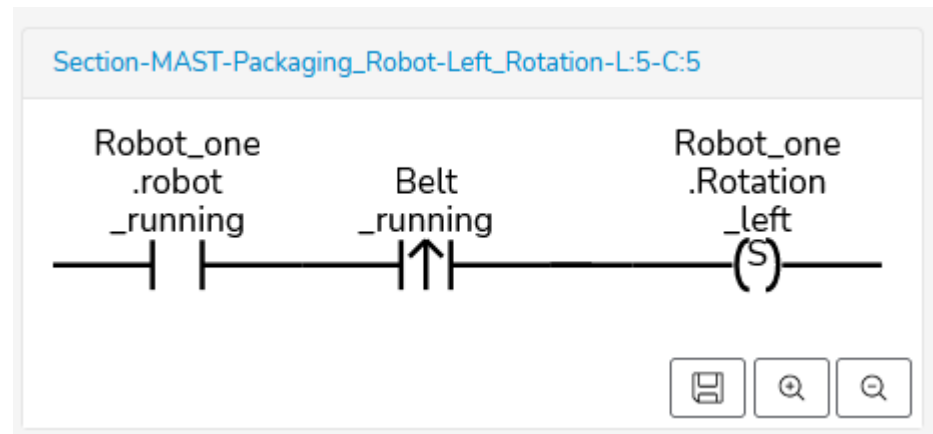 Section-MAST-Packaging_Robot-Left_Rotation-L:5-C:5
Robot_one
.robot
_running
Belt
_running
Robot_one
.Rotation
_left
S